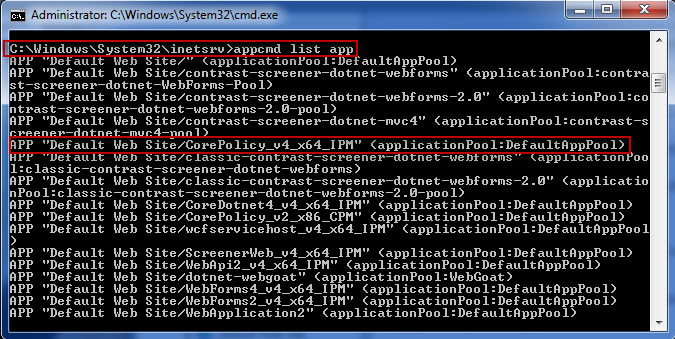 Administrator: C:\Windows\System32\cmd.exe
C:\Windows\System32\inetsrv>appcmd list app
APP "Default Web Site/" (applicationPool:DefaultAppPool)
APP "Default Web Site/contrast-screener-dotnet-webforms" (applicationPool:contra
st-screener-dotnet-WebForms-Pool)
APP "Default Web Site/contrast-screener-dotnet-webforms-2.0" (applicationPool:co
ntrast-screener-dotnet-webforms-2.0-pool)
APP "Default Web Site/contrast-screener-dotnet-mvc4" (applicationPool:contrast-s
creener-dotnet-mvc4-pool)
APP "Default Web Site/CorePolicy_v4_x64_IPM" (applicationPool:DefaultAppPool)
APP "Default Web Site/classic-contrast-screener-dotnet-webforms" (applicationPoo
l:classic-contrast-screener-dotnet-webforms)
APP "Default Web Site/classic-contrast-screener-dotnet-webforms-2.0" (applicatio
nPool:classic-contrast-screener-dotnet-webforms-2.0-pool)
APP "Default Web Site/CoreDotnet4_v4_x64_IPM" (applicationPool:DefaultAppPool)
APP "Default Web Site/CorePolicy_v2_x86_CPM" (applicationPool:DefaultAppPool)
APP "Default Web Site/wcfservicehost_v4_x64_IPM" (applicationPool:DefaultAppPool
)
APP "Default Web Site/ScreenerWeb_v4_x64_IPM" (applicationPool:DefaultAppPool)
APP "Default Web Site/WebApi2_v4_x64_IPM" (applicationPool:DefaultAppPool)
APP "Default Web Site/dotnet-webgoat" (applicationPool:WebGoat)
APP "Default Web Site/WebForms4_v4_x64_IPM" (applicationPool:DefaultAppPool)
APP "Default Web Site/WebForms2_v4_x64_IPM" (applicationPool:DefaultAppPool)
APP "Default Web Site/WebApplication2" (applicationPool:DefaultAppPool)